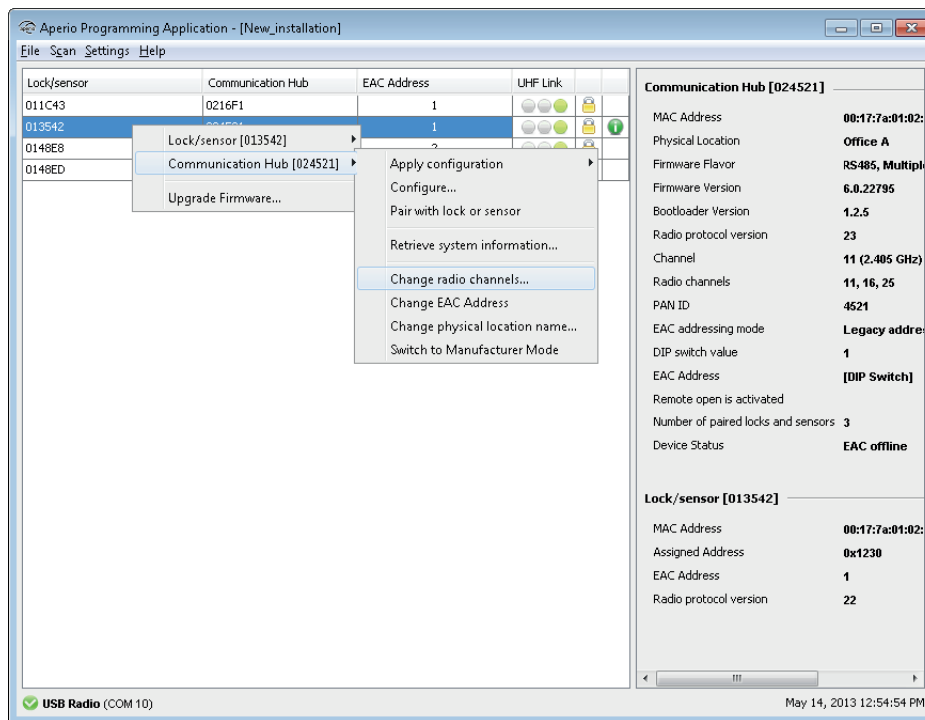 Aperio Programming Application - [New_installation]
File Scan Settings Help
Lock/sensor Communication Hub EAC Address UHF Link
011C43 0216F1 1
013542 1
0148E8
0148ED
Lock/sensor [013542]
Communication Hub [024521]
Upgrade Firmware...
Apply configuration
Configure...
Pair with lock or sensor
Retrieve system information...
Change radio channels...
Change EAC Address
Change physical location name...
Switch to Manufacturer Mode
Communication Hub [024521]
MAC Address 00:17:7a:01:02:
Physical Location Office A
Firmware Flavor RS485, Multipl
Firmware Version 6.0.22795
Bootloader Version 1.2.5
Radio protocol version 23
Channel 11 (2.405 GHz)
Radio channels 11, 16, 25
PAN ID 4521
EAC addressing mode Legacy addre
DIP switch value 1
EAC Address [DIP Switch]
Remote open is activated
Number of paired locks and sensors 3
Device Status EAC offline
Lock/sensor [013542]
MAC Address 00:17:7a:01:02:
Assigned Address 0x1230
EAC Address 1
Radio protocol version 22
USB Radio (COM 10)
May 14, 2013 12:54:54 PM